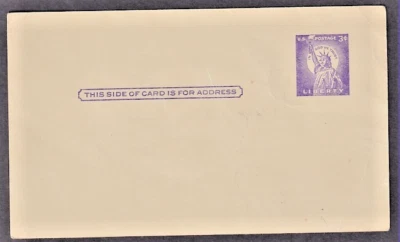 U.S. POSTAGE 3¢
THIS SIDE OF CARD IS FOR ADDRESS
LIBERTY